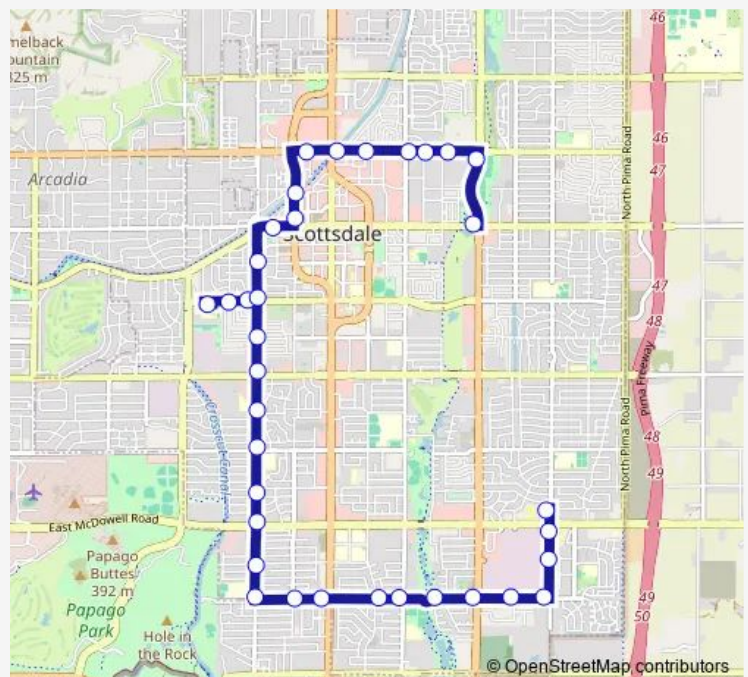 46
melback
ountain
825 m
46
47
North Pima Road
Arcadia
Scottsdale
47
48
Pima Freeway
Crosscut Canal
48
49
North Pima Road
East McDowell Road
Papago
Buttes
392 m
Papago
Park
Hole in
the Rock
49
50
© OpenStreetMap contributors